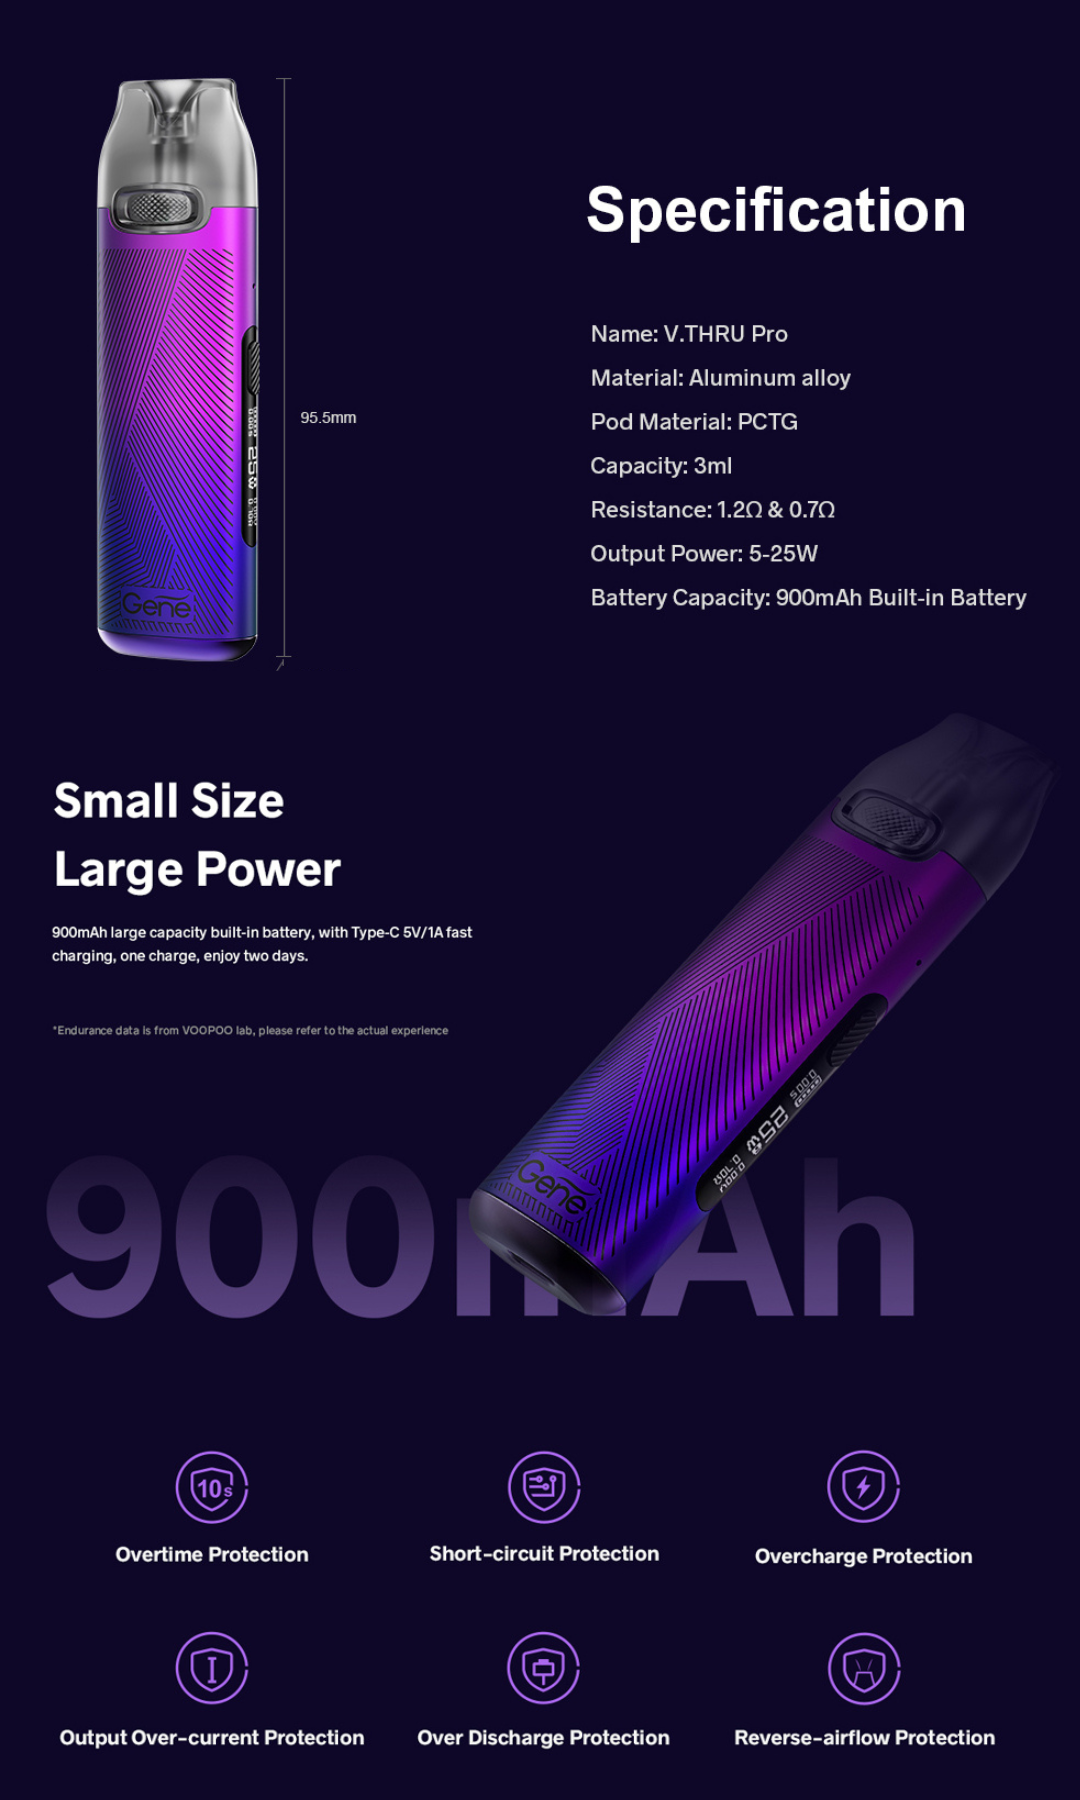 Specification
Name: V.THRU Pro
Material: Aluminum alloy
Pod Material: PCTG
Capacity: 3ml
Resistance: 1.2Ω & 0.7Ω
Output Power: 5-25W
Battery Capacity: 900mAh Built-in Battery
95.5mm
25W
Gene
Small Size
Large Power
900mAh large capacity built-in battery, with Type-C 5V/1A fast
charging, one charge, enjoy two days.
*Endurance data is from VOOPOO lab, please refer to the actual experience
25W
Gene
900mAh
10s
Overtime Protection
Short-circuit Protection
Overcharge Protection
Output Over-current Protection
Over Discharge Protection
Reverse-airflow Protection